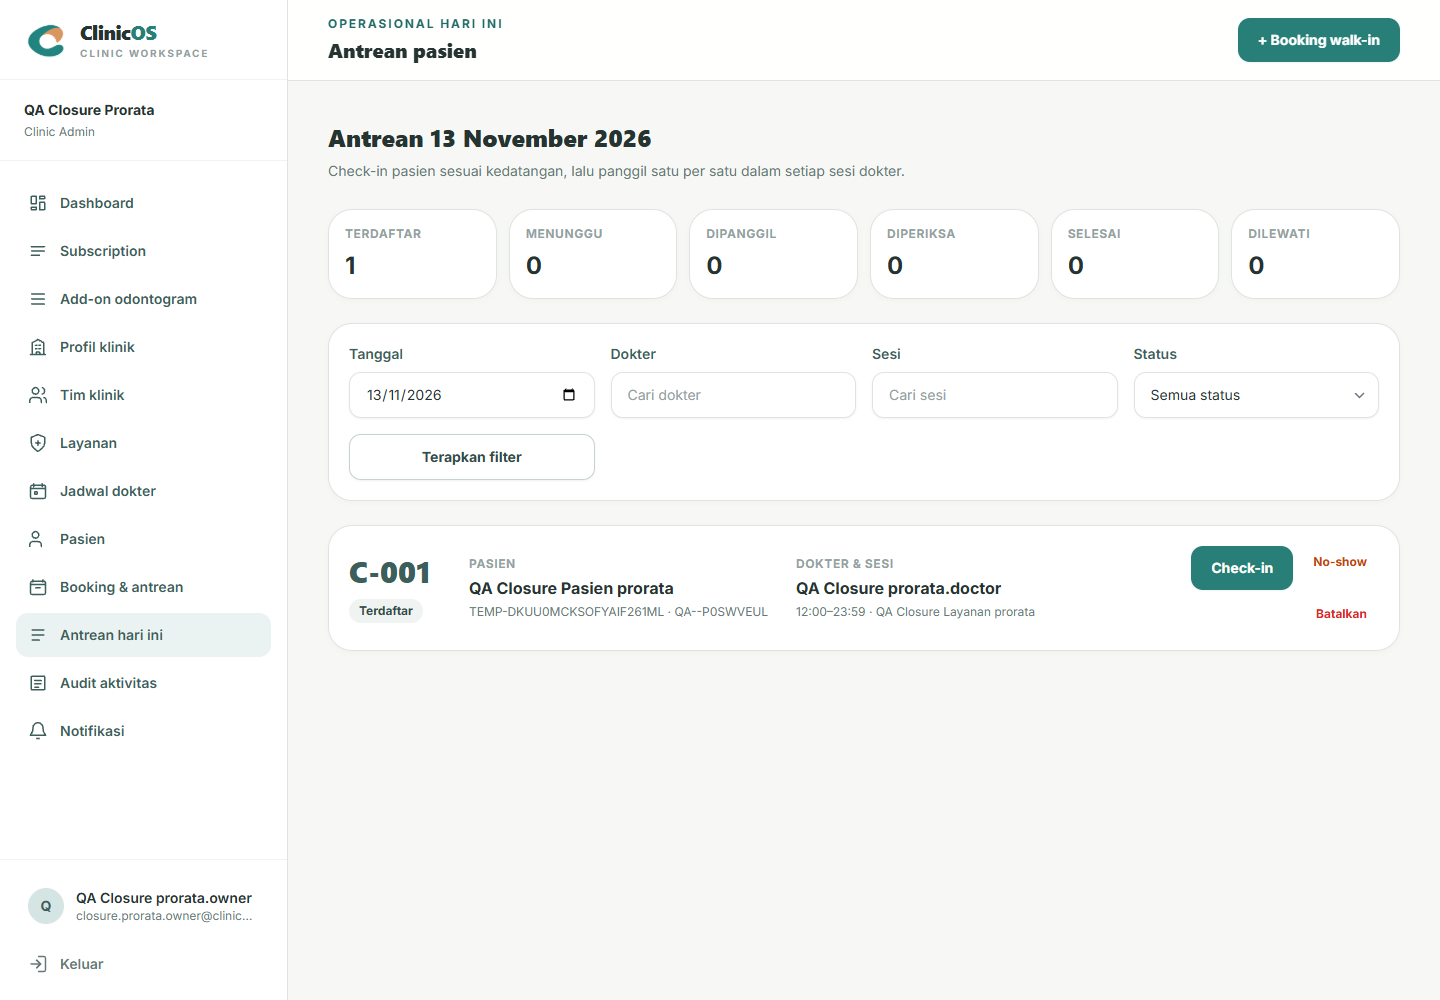 ClinicOS
CLINIC WORKSPACE
QA Closure Prorata
Clinic Admin
Dashboard
Subscription
Add-on odontogram
Profil klinik
Tim klinik
Layanan
Jadwal dokter
Pasien
Booking & antrean
Antrean hari ini
Audit aktivitas
Notifikasi
Q
QA Closure prorata.owner
closure.prorata.owner@clinic...
Keluar
OPERASIONAL HARI INI
Antrean pasien
+ Booking walk-in
Antrean 13 November 2026
Check-in pasien sesuai kedatangan, lalu panggil satu per satu dalam setiap sesi dokter.
TERDAFTAR
1
MENUNGGU
0
DIPANGGIL
0
DIPERIKSA
0
SELESAI
0
DILEWATI
0
Tanggal
13/11/2026
Dokter
Cari dokter
Sesi
Cari sesi
Status
Semua status
Terapkan filter
C-001
Terdaftar
PASIEN
QA Closure Pasien prorata
TEMP-DKUU0MCKSOFYAIF261ML · QA--P0SWVEUL
DOKTER & SESI
QA Closure prorata.doctor
12:00–23:59 · QA Closure Layanan prorata
Check-in
No-show
Batalkan